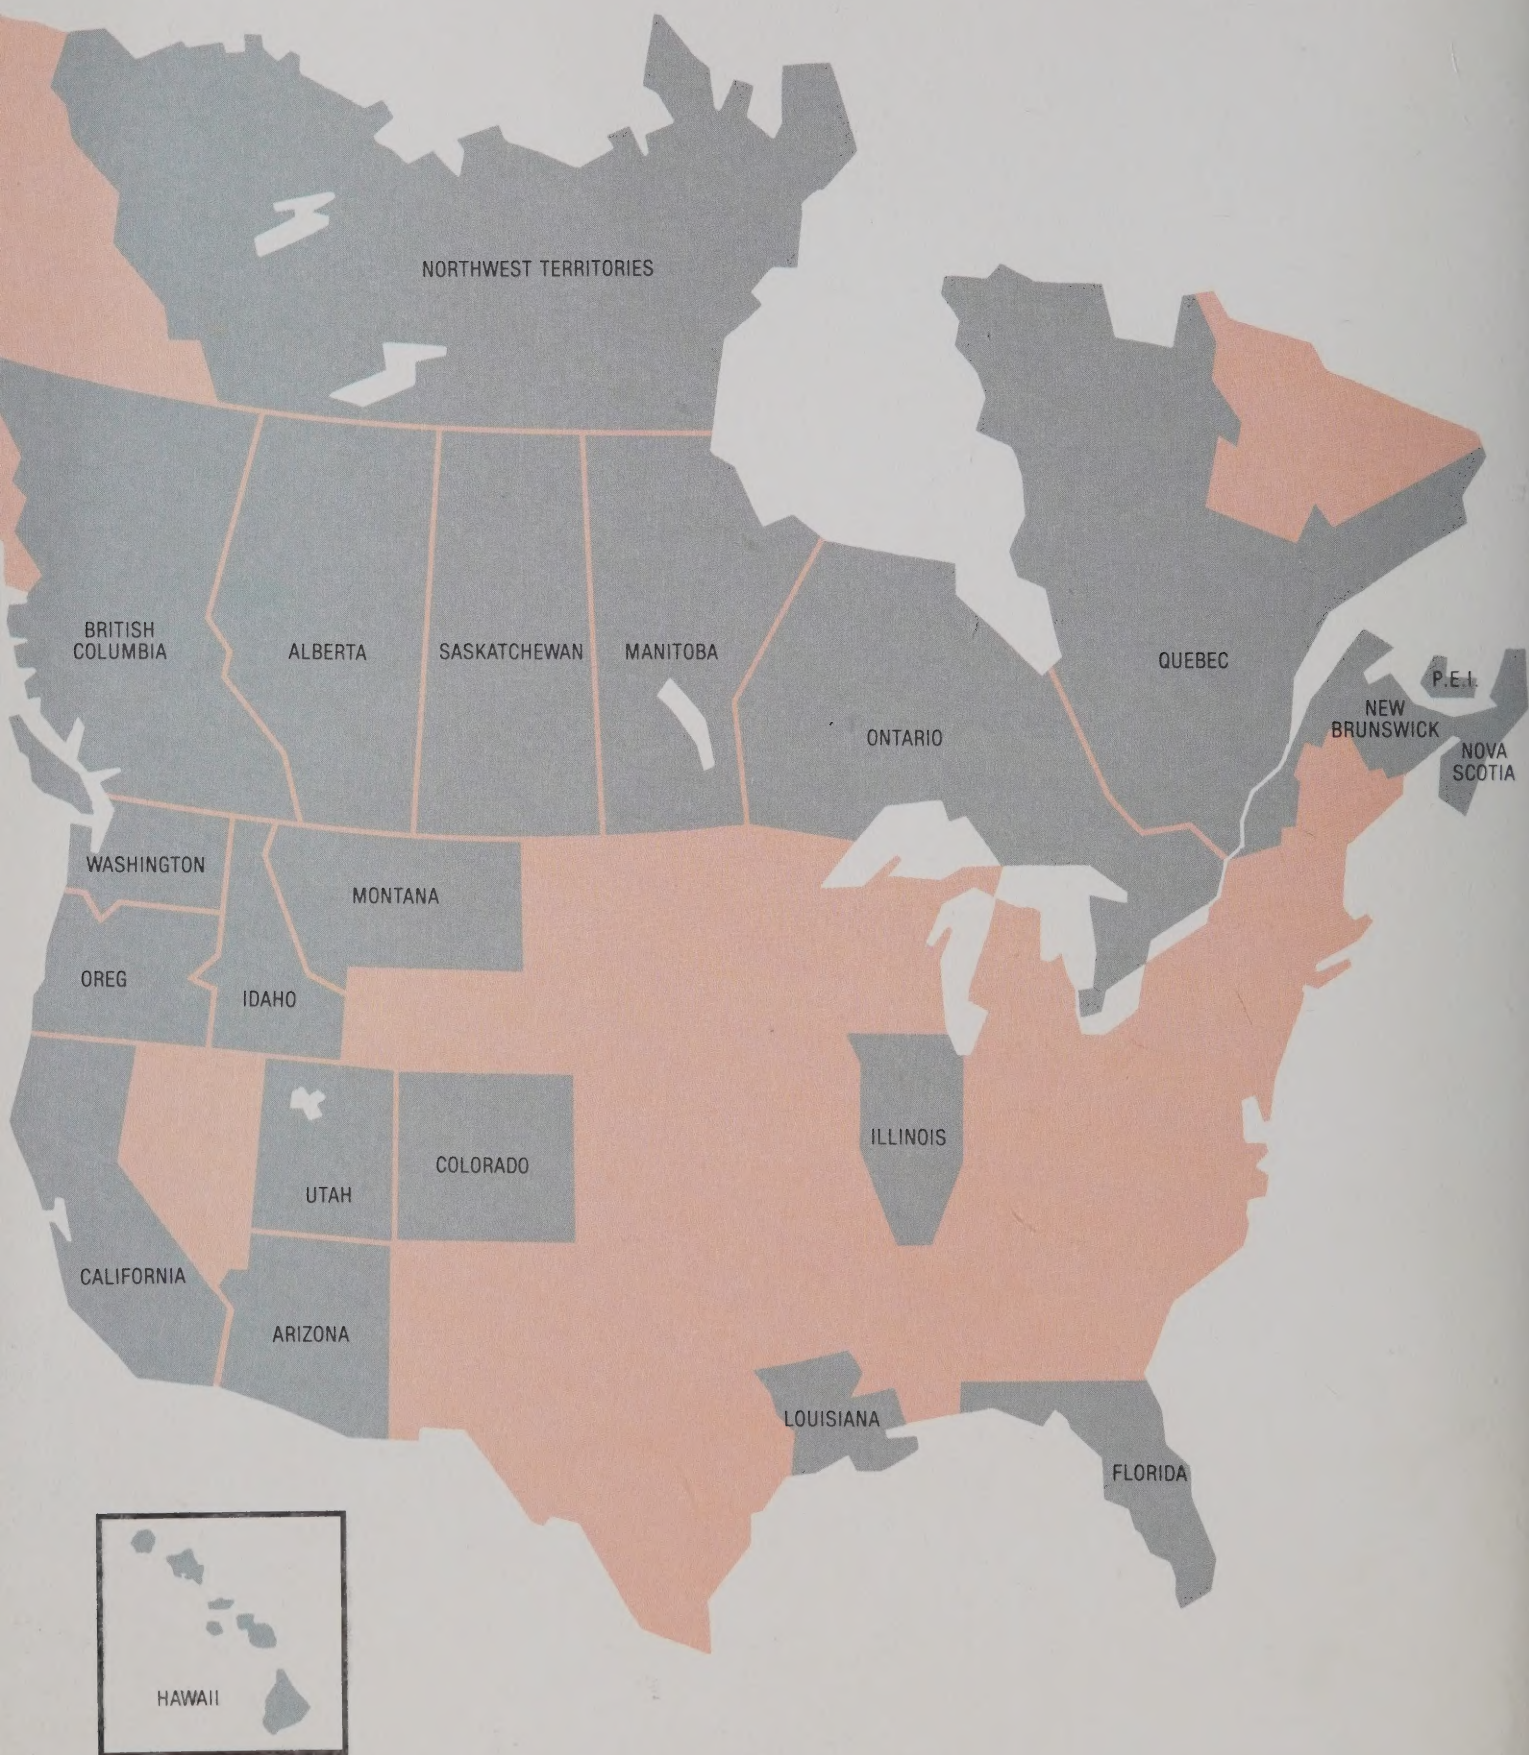 NORTHWEST TERRITORIES
BRITISH
COLUMBIA
ALBERTA
SASKATCHEWAN
MANITOBA
ONTARIO
QUEBEC
P.E.I.
NEW
BRUNSWICK
NOVA
SCOTIA
WASHINGTON
MONTANA
OREG
IDAHO
UTAH
COLORADO
ILLINOIS
CALIFORNIA
ARIZONA
LOUISIANA
FLORIDA
HAWAII